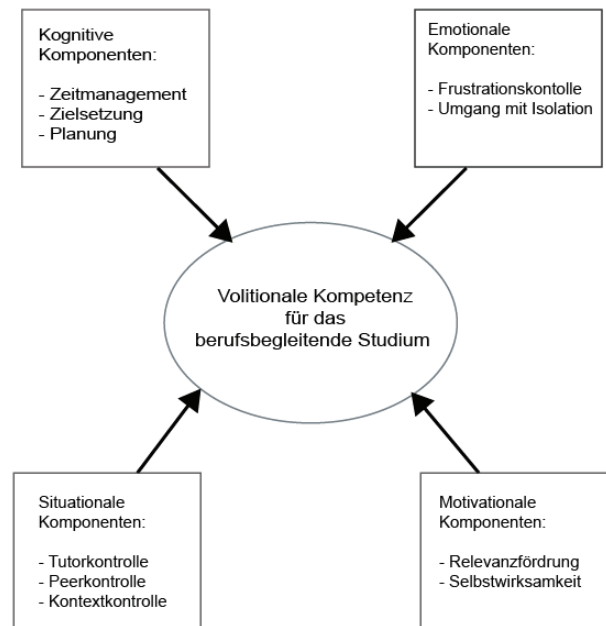 Kognitive
Komponenten:
- Zeitmanagement
- Zielsetzung
- Planung
Emotionale
Komponenten:
- Frustrationskontolle
- Umgang mit Isolation
Volitionale Kompetenz
für das
berufsbegleitende Studium
Situationale
Komponenten:
- Tutorkontrolle
- Peerkontrolle
- Kontextkontrolle
Motivationale
Komponenten:
- Relevanzfördrung
- Selbstwirksamkeit